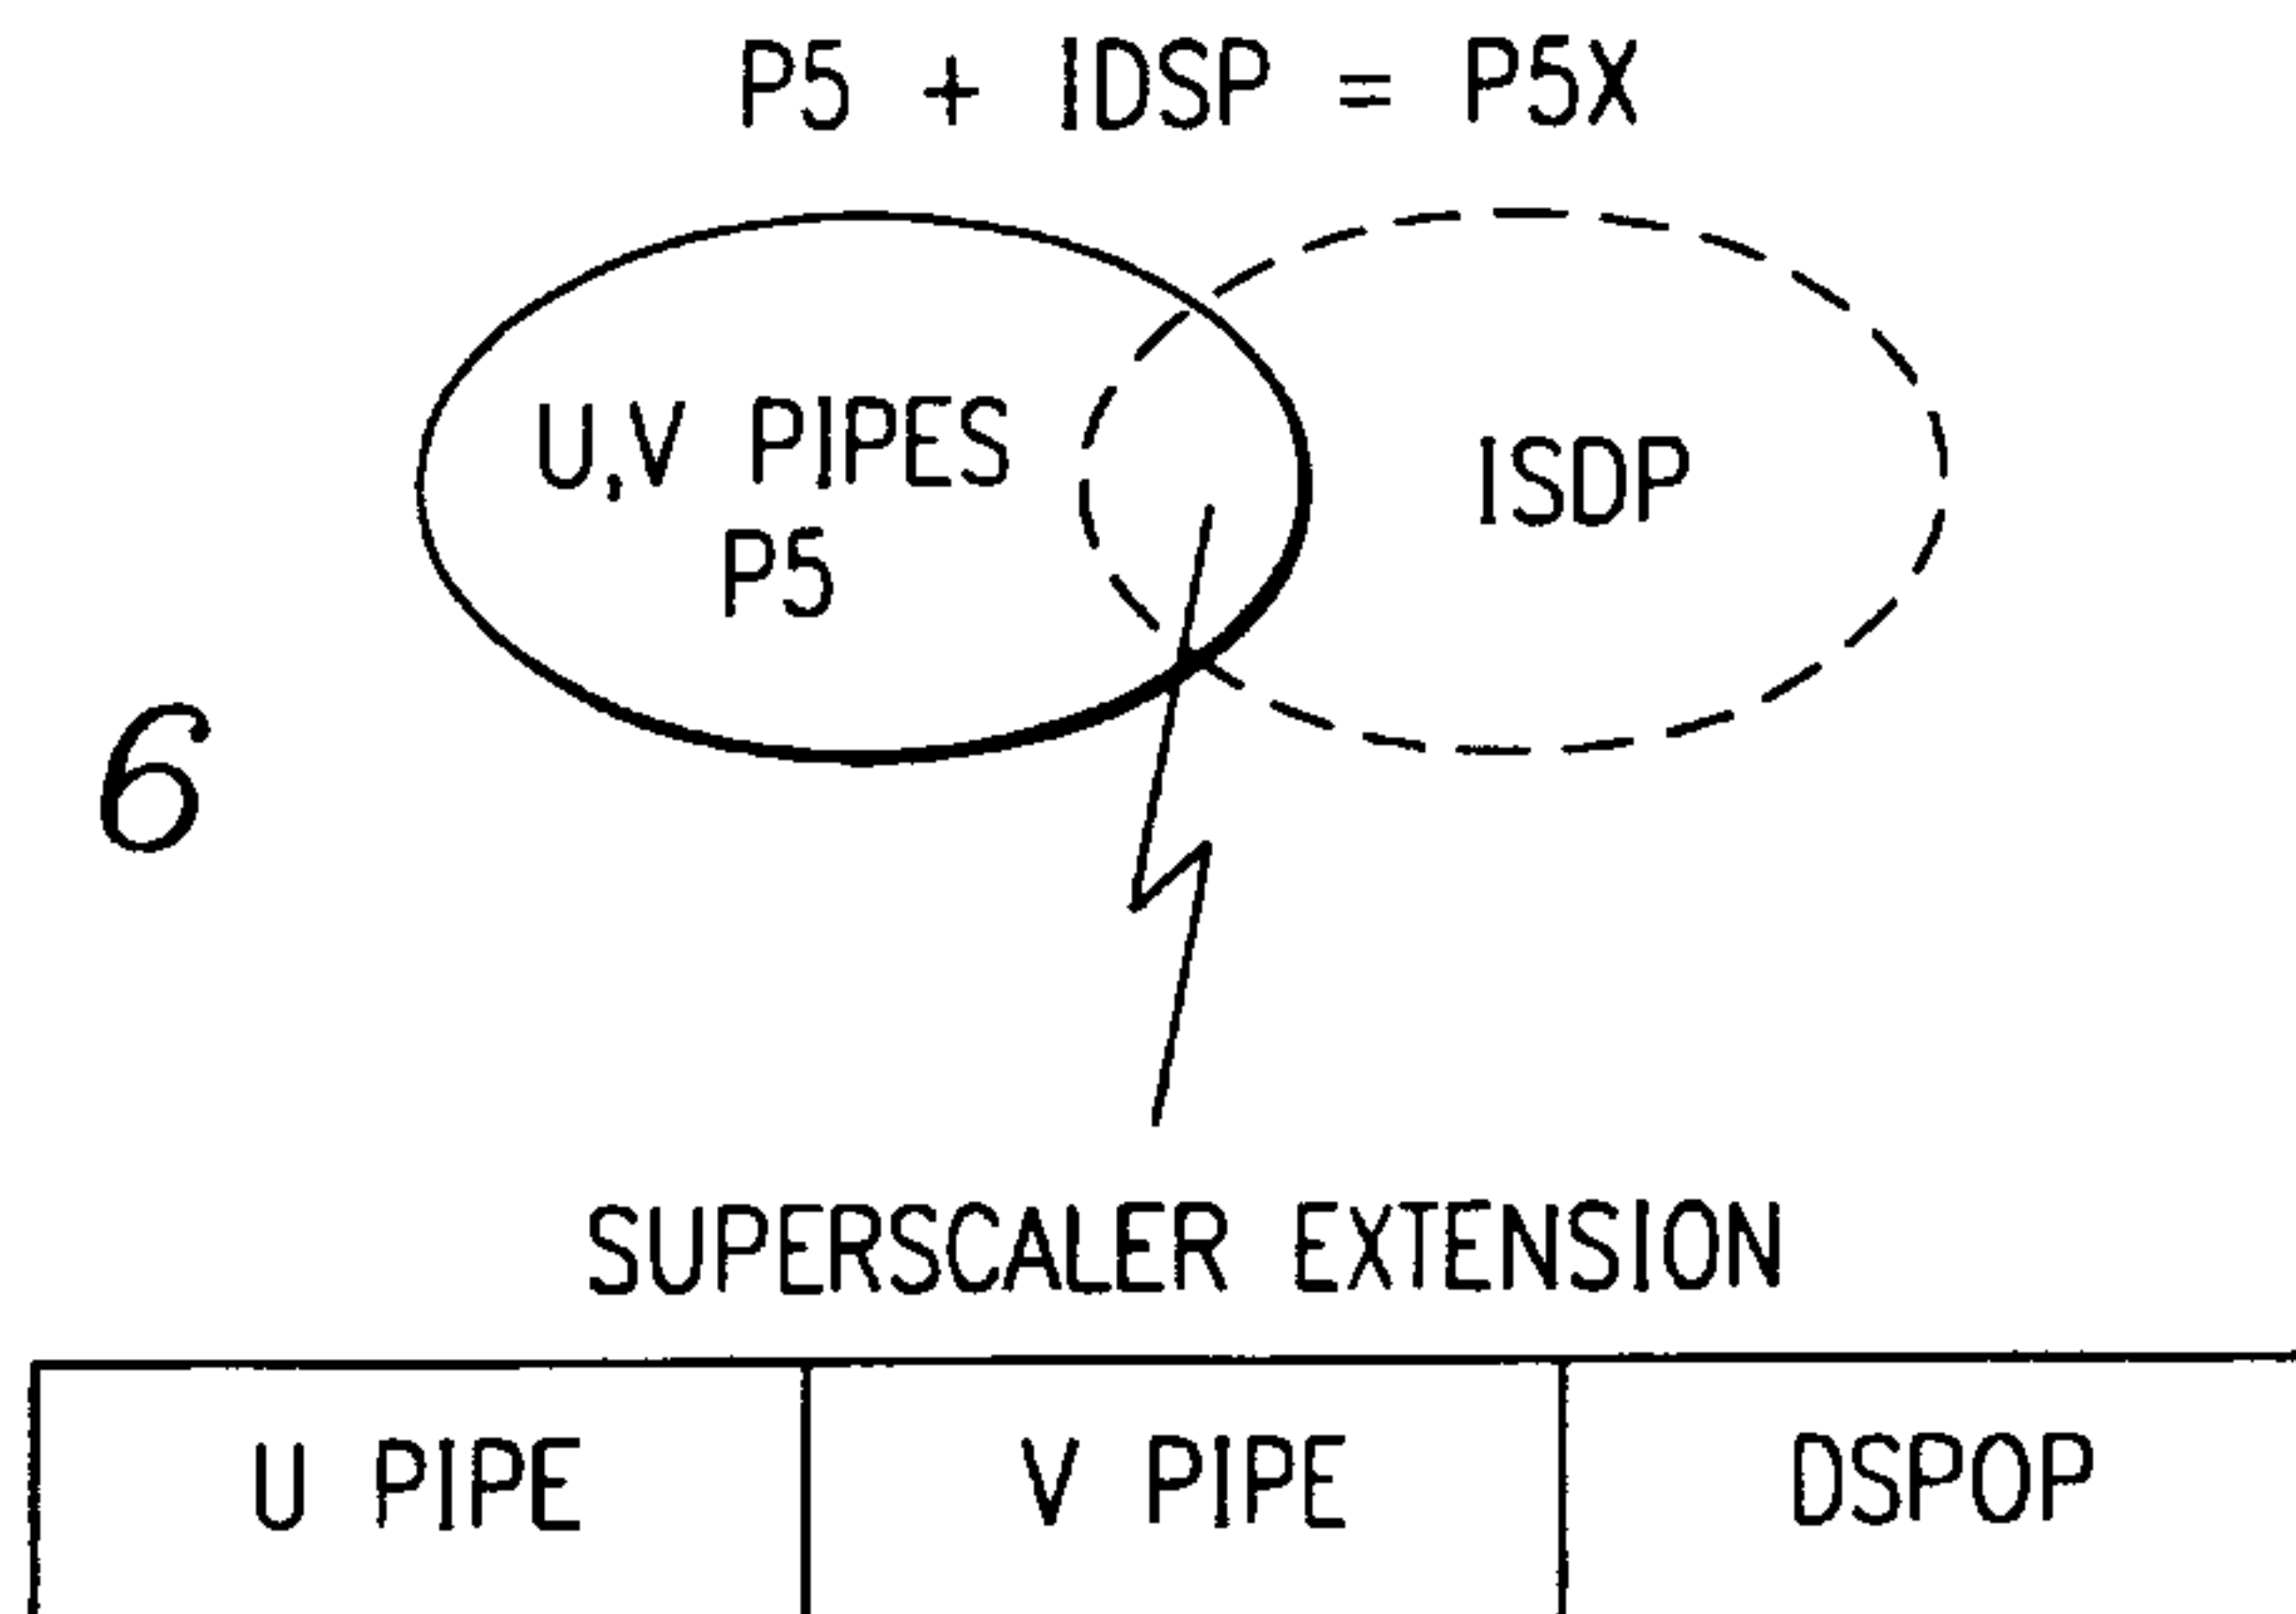 P5 + IDSP = P5X
U,V PIPES
P5
ISDP
6
SUPERSCALER EXTENSION
U PIPE V PIPE DSPOP